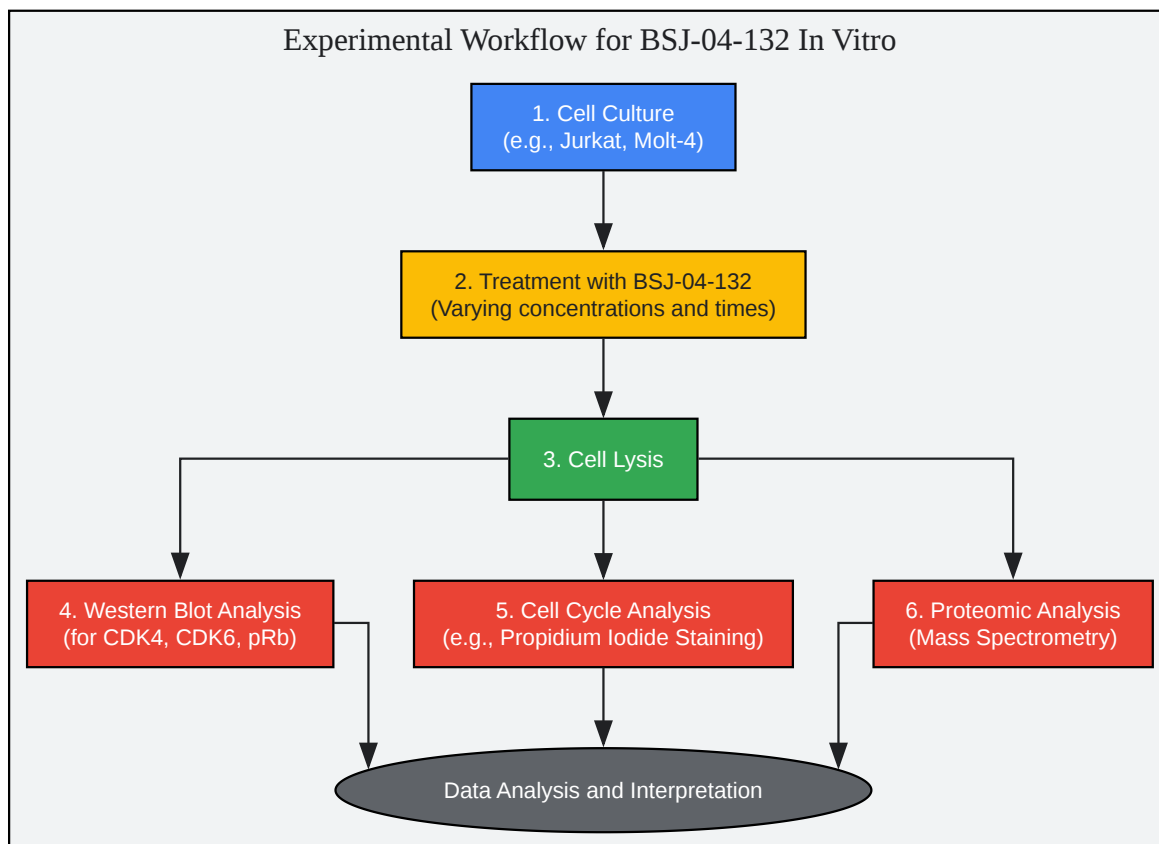 Experimental Workflow for BSJ-04-132 In Vitro
1. Cell Culture
(e.g., Jurkat, Molt-4)
2. Treatment with BSJ-04-132
(Varying concentrations and times)
3. Cell Lysis
4. Western Blot Analysis
(for CDK4, CDK6, pRb)
5. Cell Cycle Analysis
(e.g., Propidium Iodide Staining)
6. Proteomic Analysis
(Mass Spectrometry)
Data Analysis and Interpretation